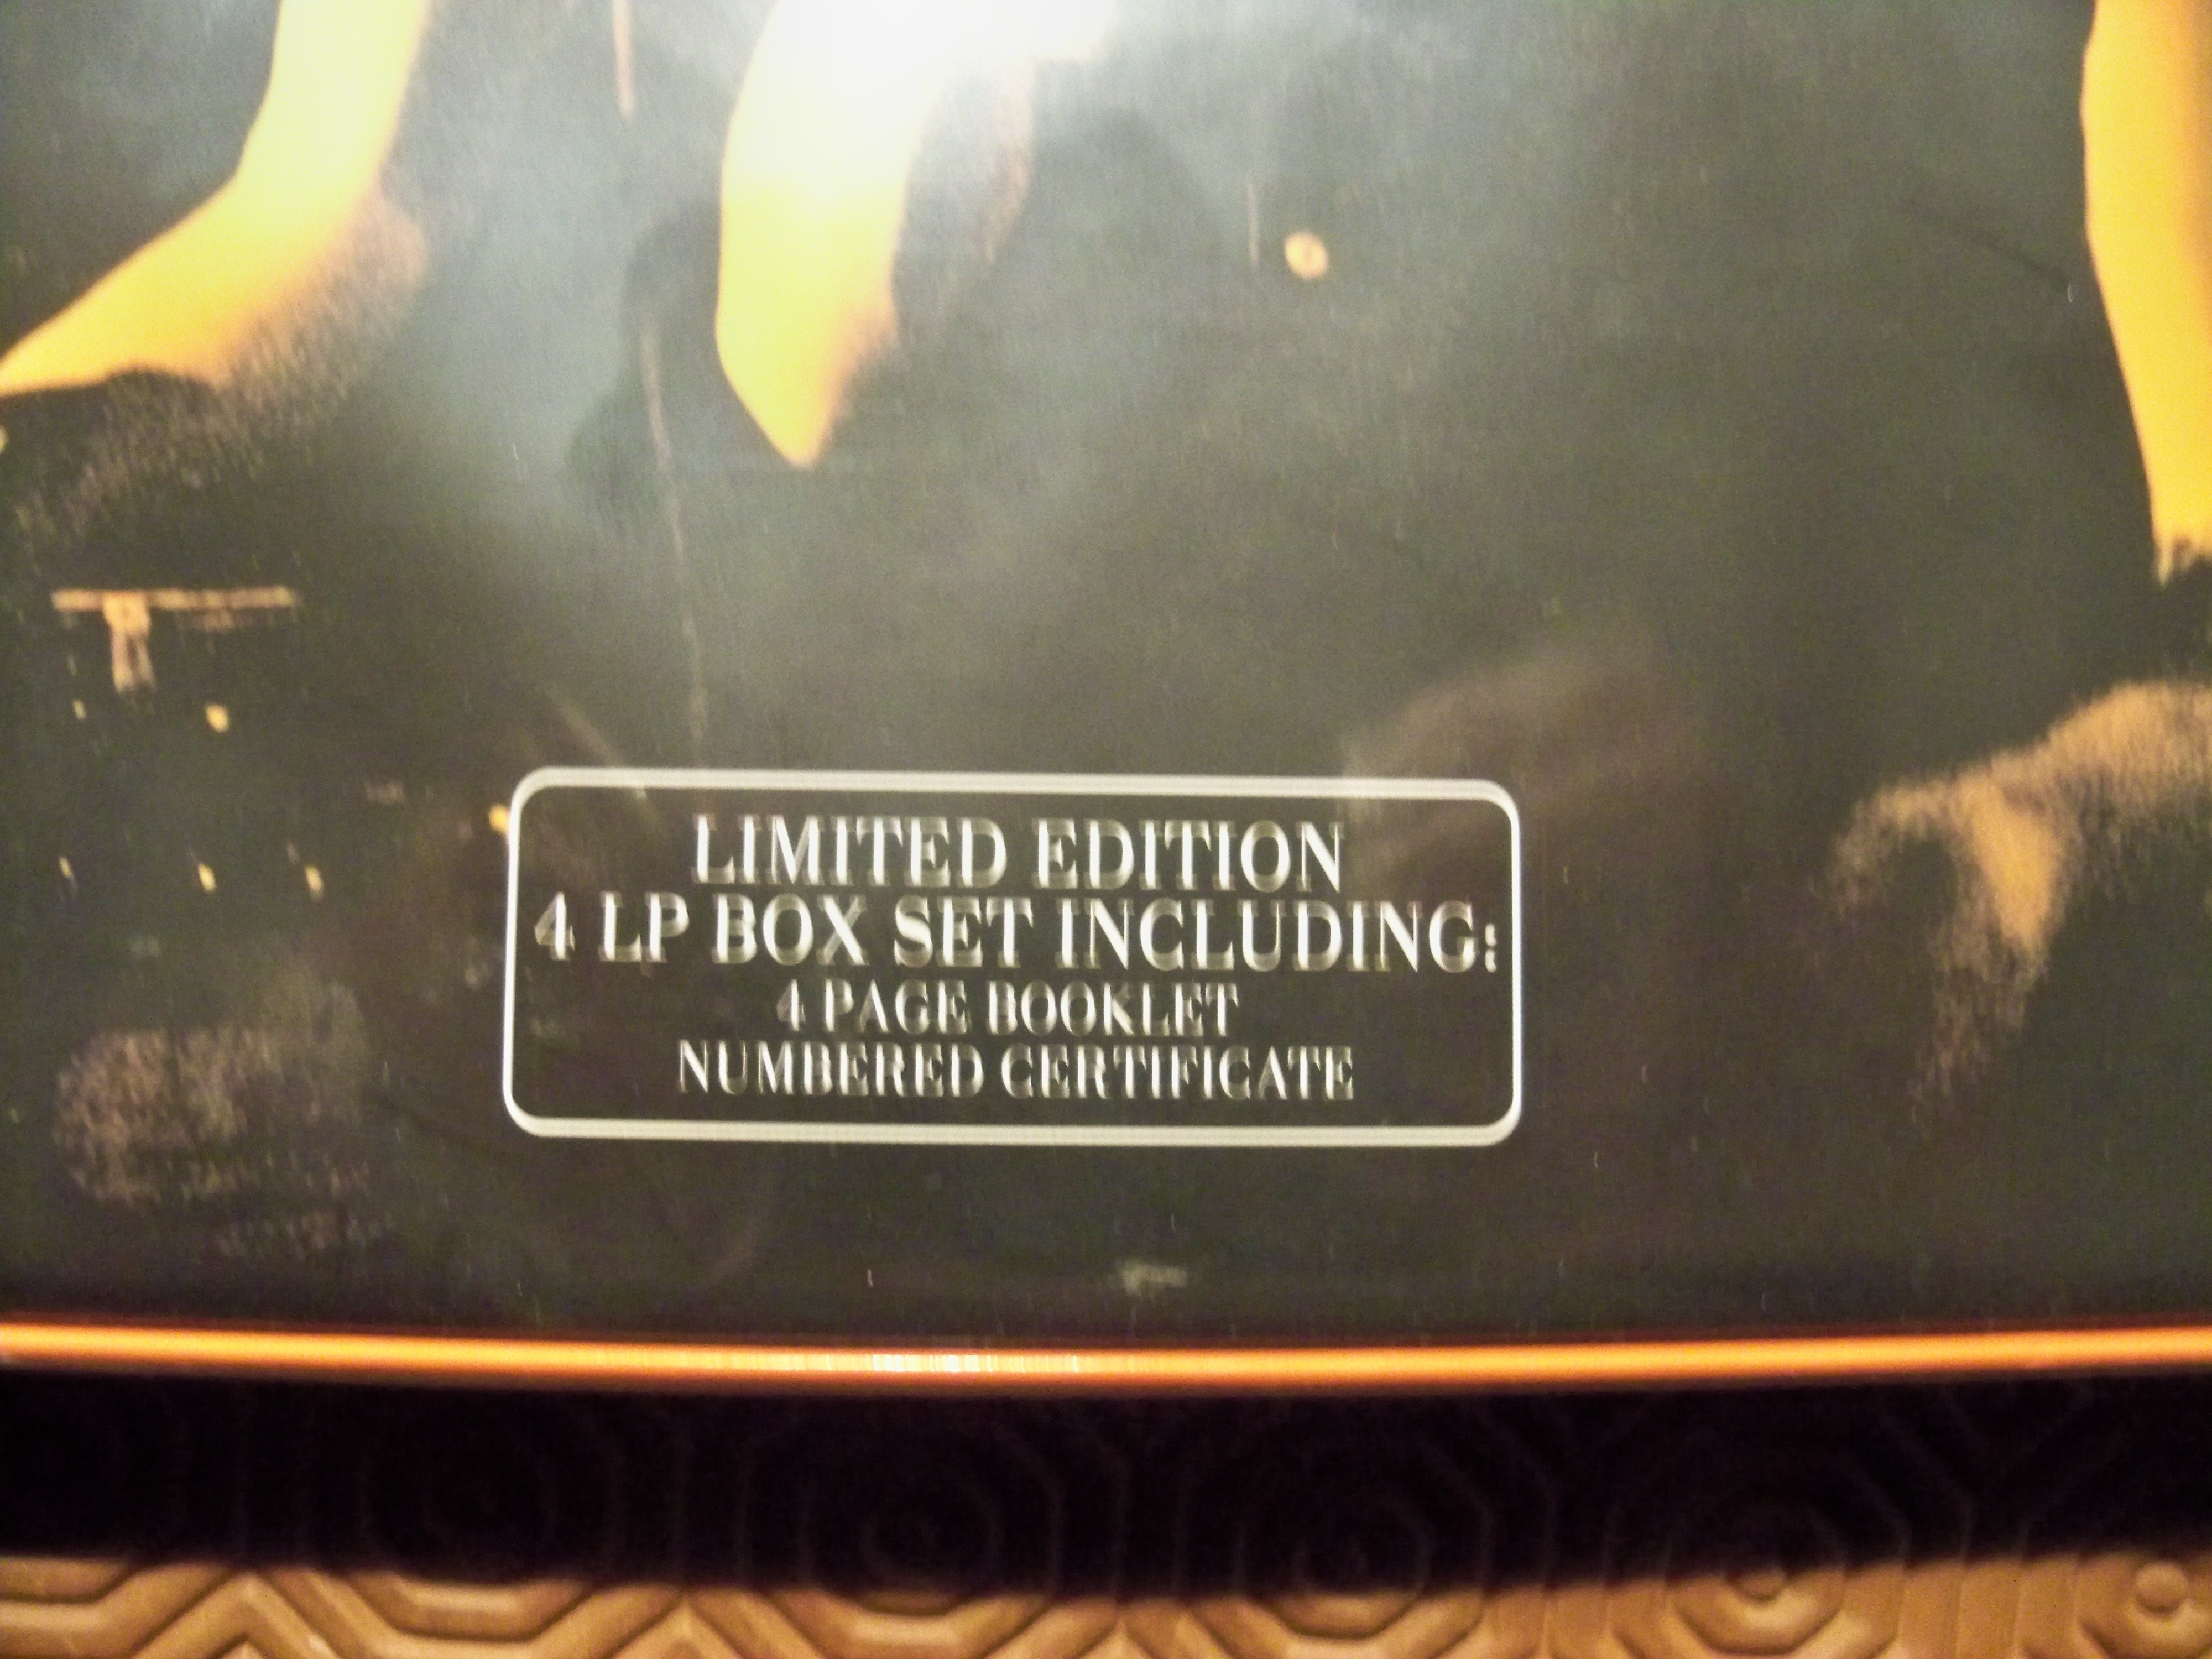 LIMITED EDITION
4 LP BOX SET INCLUDING:
4 PAGE BOOKLET
NUMBERED CERTIFICATE